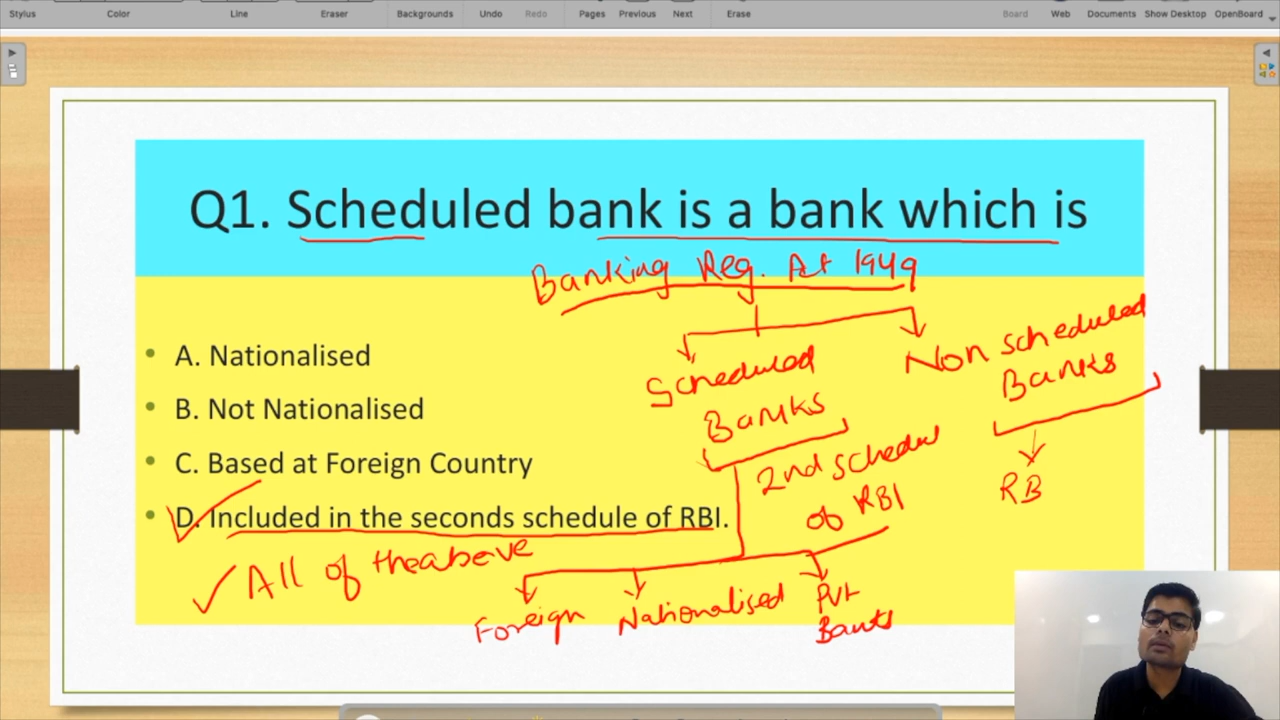 Stylus Color Line Eraser Backgrounds Undo Redo Pages Previous Next Erase Board Web Documents Show Desktop OpenBoard
Q1. Scheduled bank is a bank which is
Banking Reg. Act 1949
• A. Nationalised
• B. Not Nationalised
• C. Based at Foreign Country
• D. Included in the seconds schedule of RBI.
All of the above
Scheduled
Banks
Non scheduled
Banks
2nd Schedul
of RBI
RB
Foreign
Nationalised
Pvt
Banks